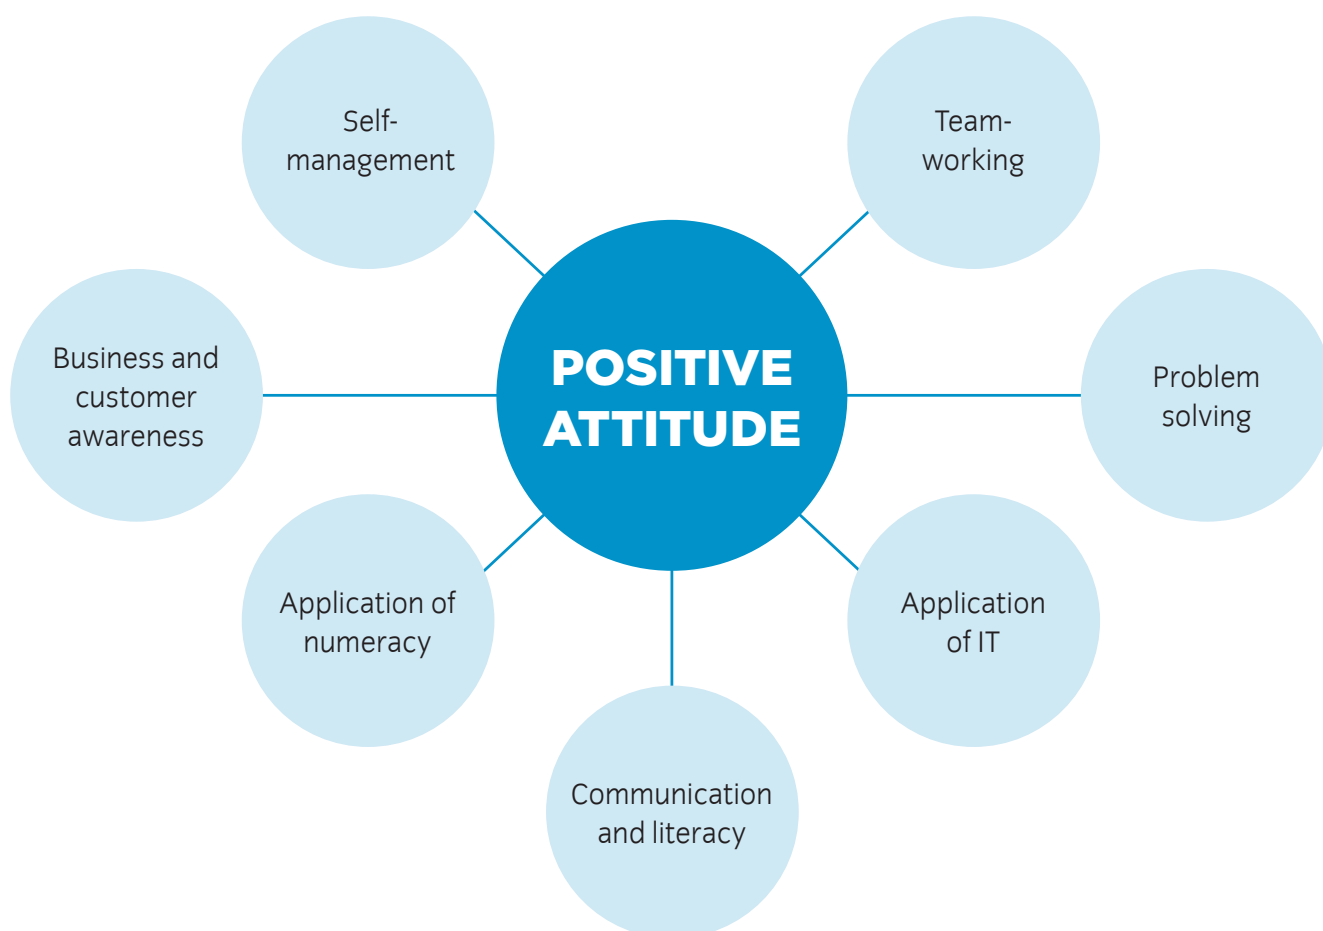 Self-
management
Team-
working
Business and
customer
awareness
POSITIVE
ATTITUDE
Problem
solving
Application of
numeracy
Application
of IT
Communication
and literacy